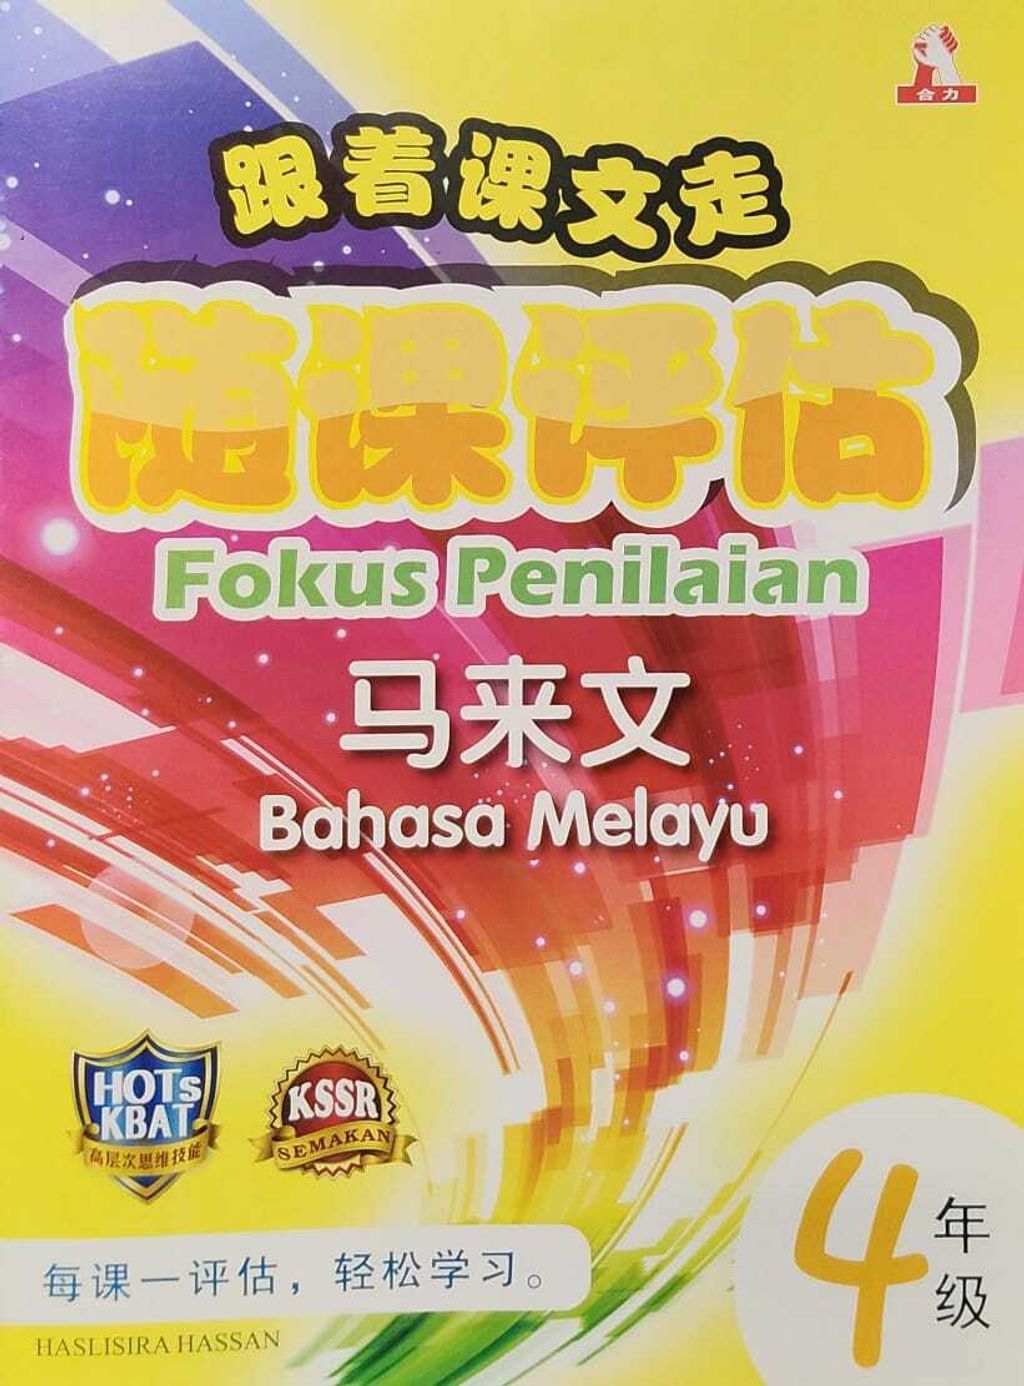 合力
跟着课文走
随课评估
Fokus Penilaian
马来文
Bahasa Melayu
HOTs
KBAT
高层次思维技能
KSSR
SEMAKAN
4年级
每课一评估，轻松学习。
HASLISIRA HASSAN